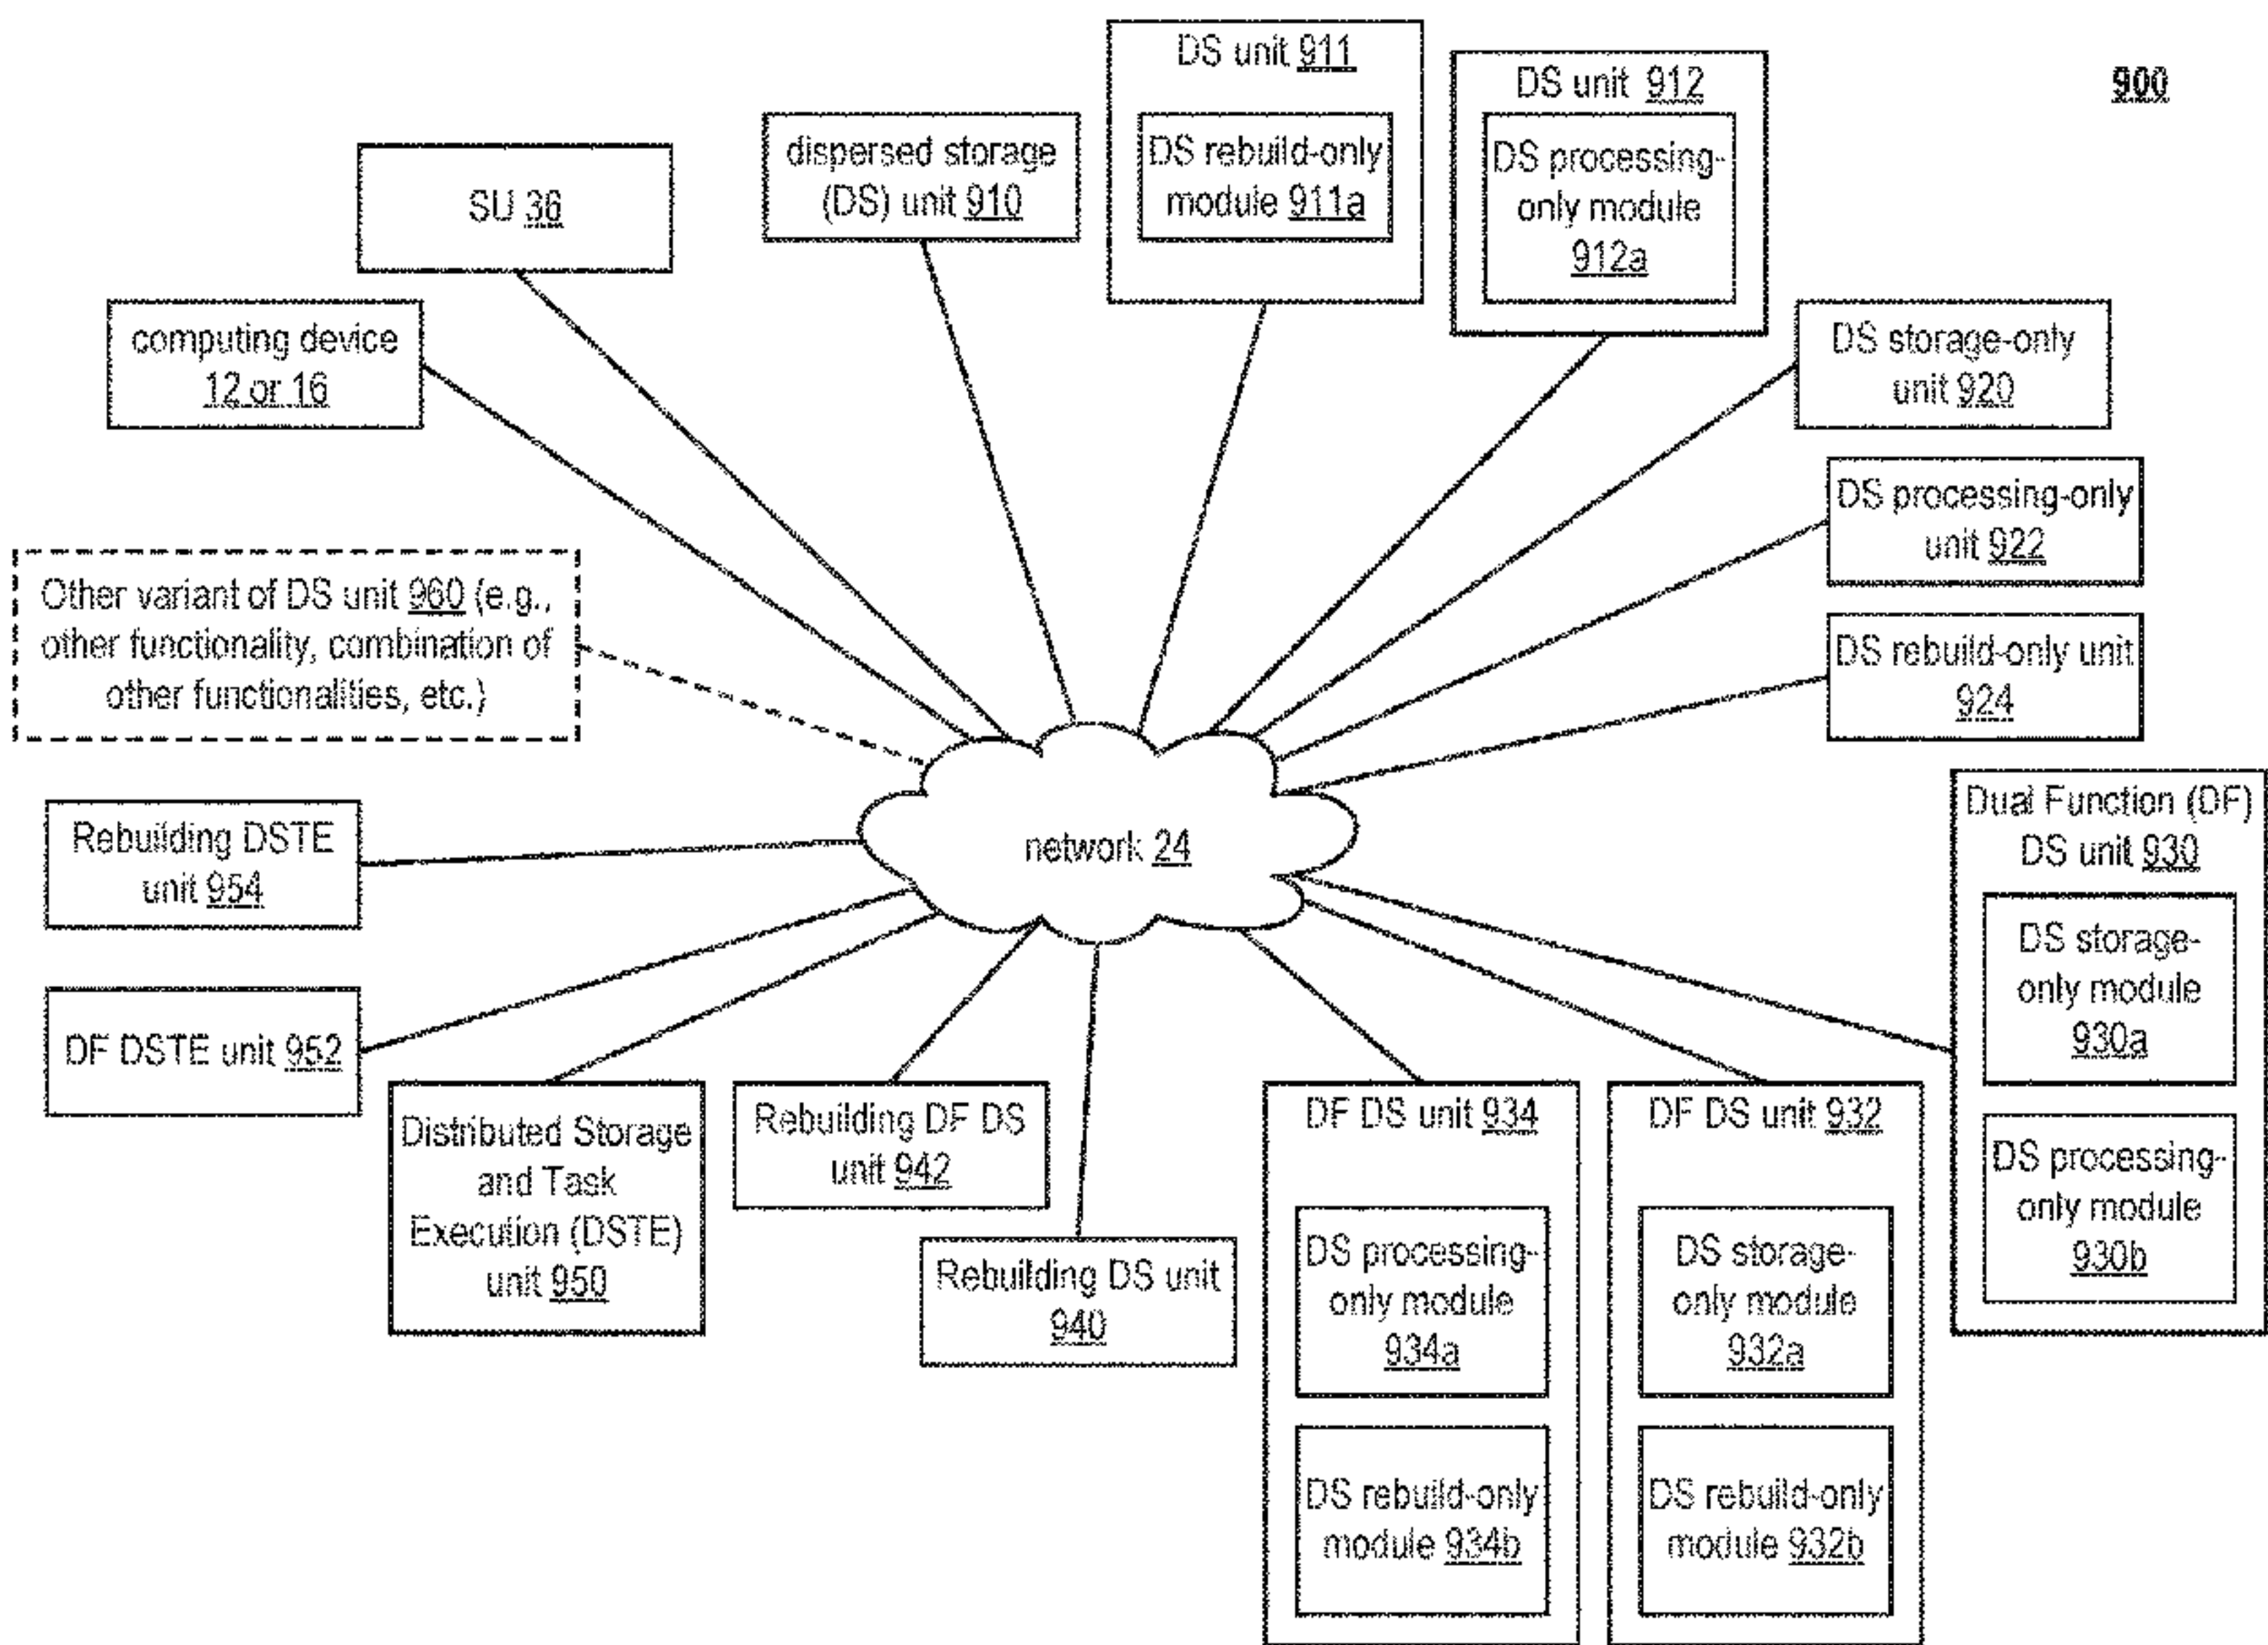 900
DS unit 911
DS rebuild-only
module 911a
DS unit 912
DS processing-
only module
912a
dispersed storage
(DS) unit 910
SU 36
computing device
12 or 16
DS storage-only
unit 920
DS processing-only
unit 922
DS rebuild-only unit
924
Other variant of DS unit 960 (e.g.,
other functionality, combination of
other functionalities, etc.)
network 24
Rebuilding DSTE
unit 954
DF DSTE unit 952
Distributed Storage
and Task
Execution (DSTE)
unit 950
Rebuilding DF DS
unit 942
Rebuilding DS unit
940
DF DS unit 934
DS processing-
only module
934a
DS rebuild-only
module 934b
DF DS unit 932
DS storage-
only module
932a
DS rebuild-only
module 932b
Dual Function (DF)
DS unit 930
DS storage-
only module
930a
DS processing-
only module
930b